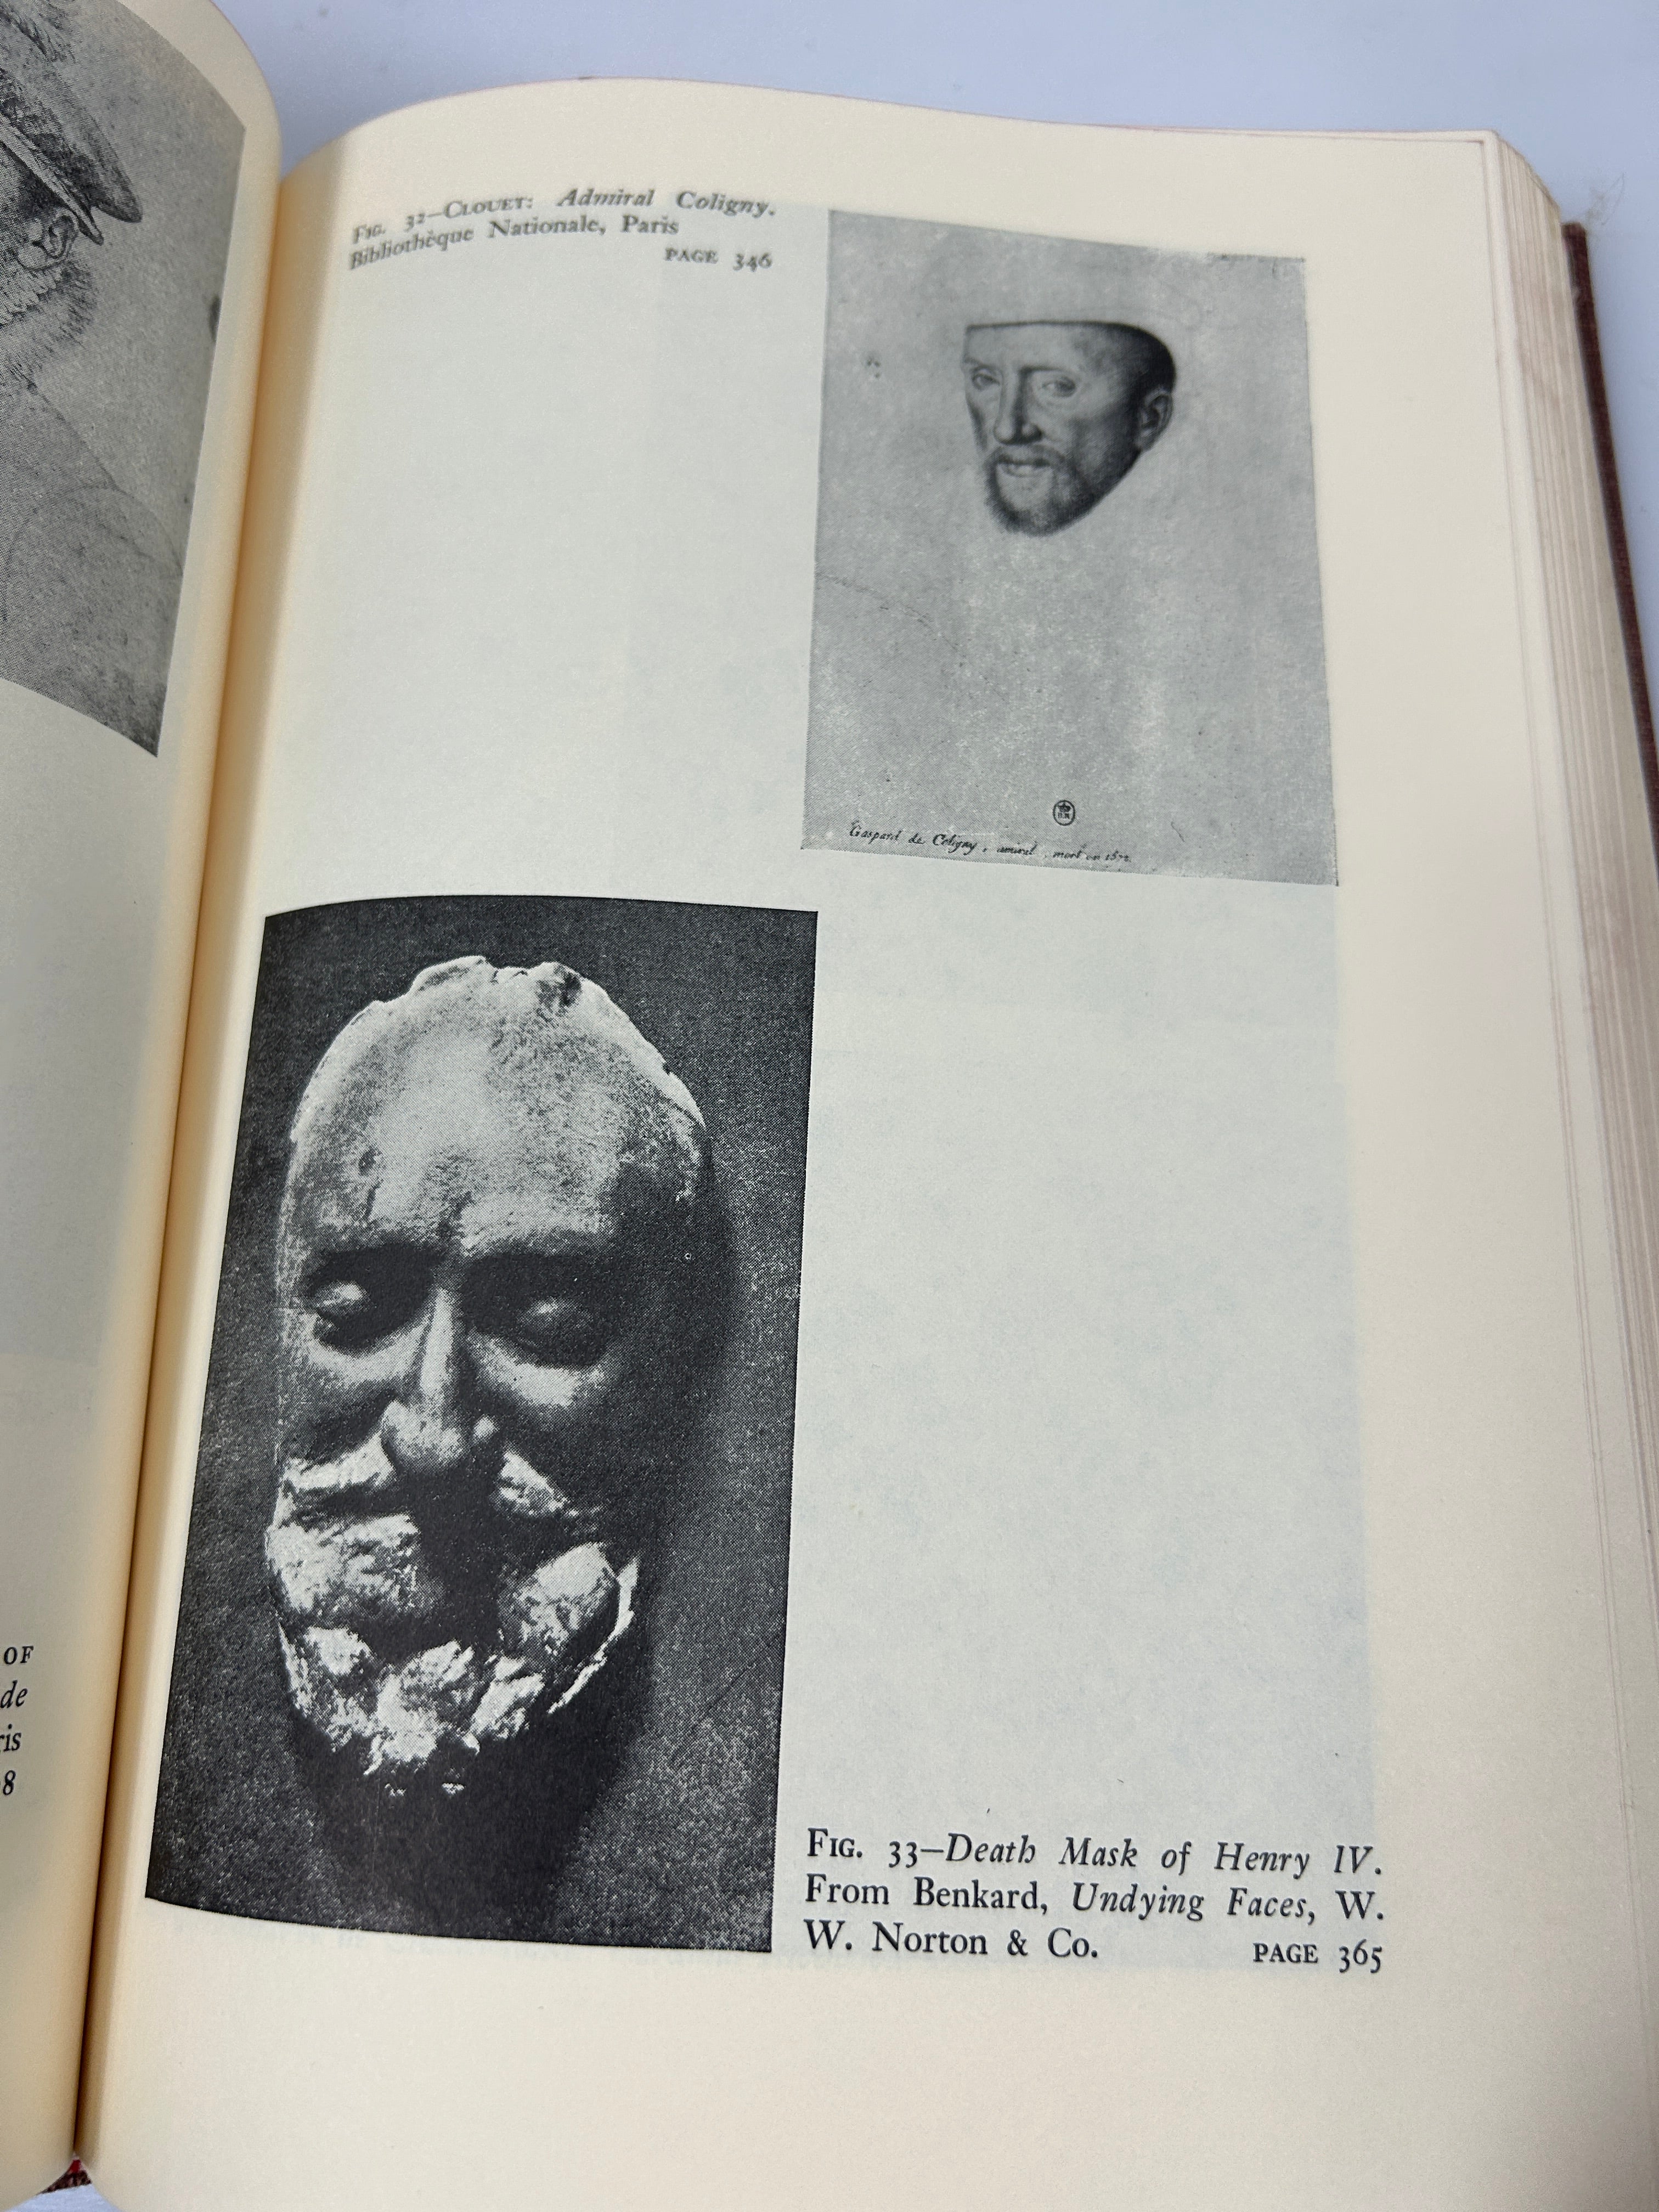 OF
de
ris
8
FIG. 32—CLOUET: Admiral Coligny.
Bibliothèque Nationale, Paris
PAGE 346
Gaspard de Coligny, amiral, mort en 1572
FIG. 33—Death Mask of Henry IV.
From Benkard, Undying Faces, W.
W. Norton & Co. PAGE 365